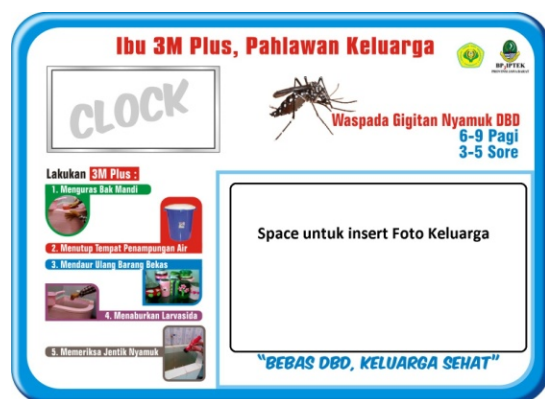 Ibu 3M Plus, Pahlawan Keluarga
BP3IPTEK
CLOCK
Waspada Gigitan Nyamuk DBD
6-9 Pagi
3-5 Sore
Lakukan 3M Plus :
1. Menguras Bak Mandi
2. Menutup Tempat Penampungan Air
3. Mendaur Ulang Barang Bekas
4. Menaburkan Larvasida
5. Memeriksa Jentik Nyamuk
Space untuk insert Foto Keluarga
"BEBAS DBD, KELUARGA SEHAT"